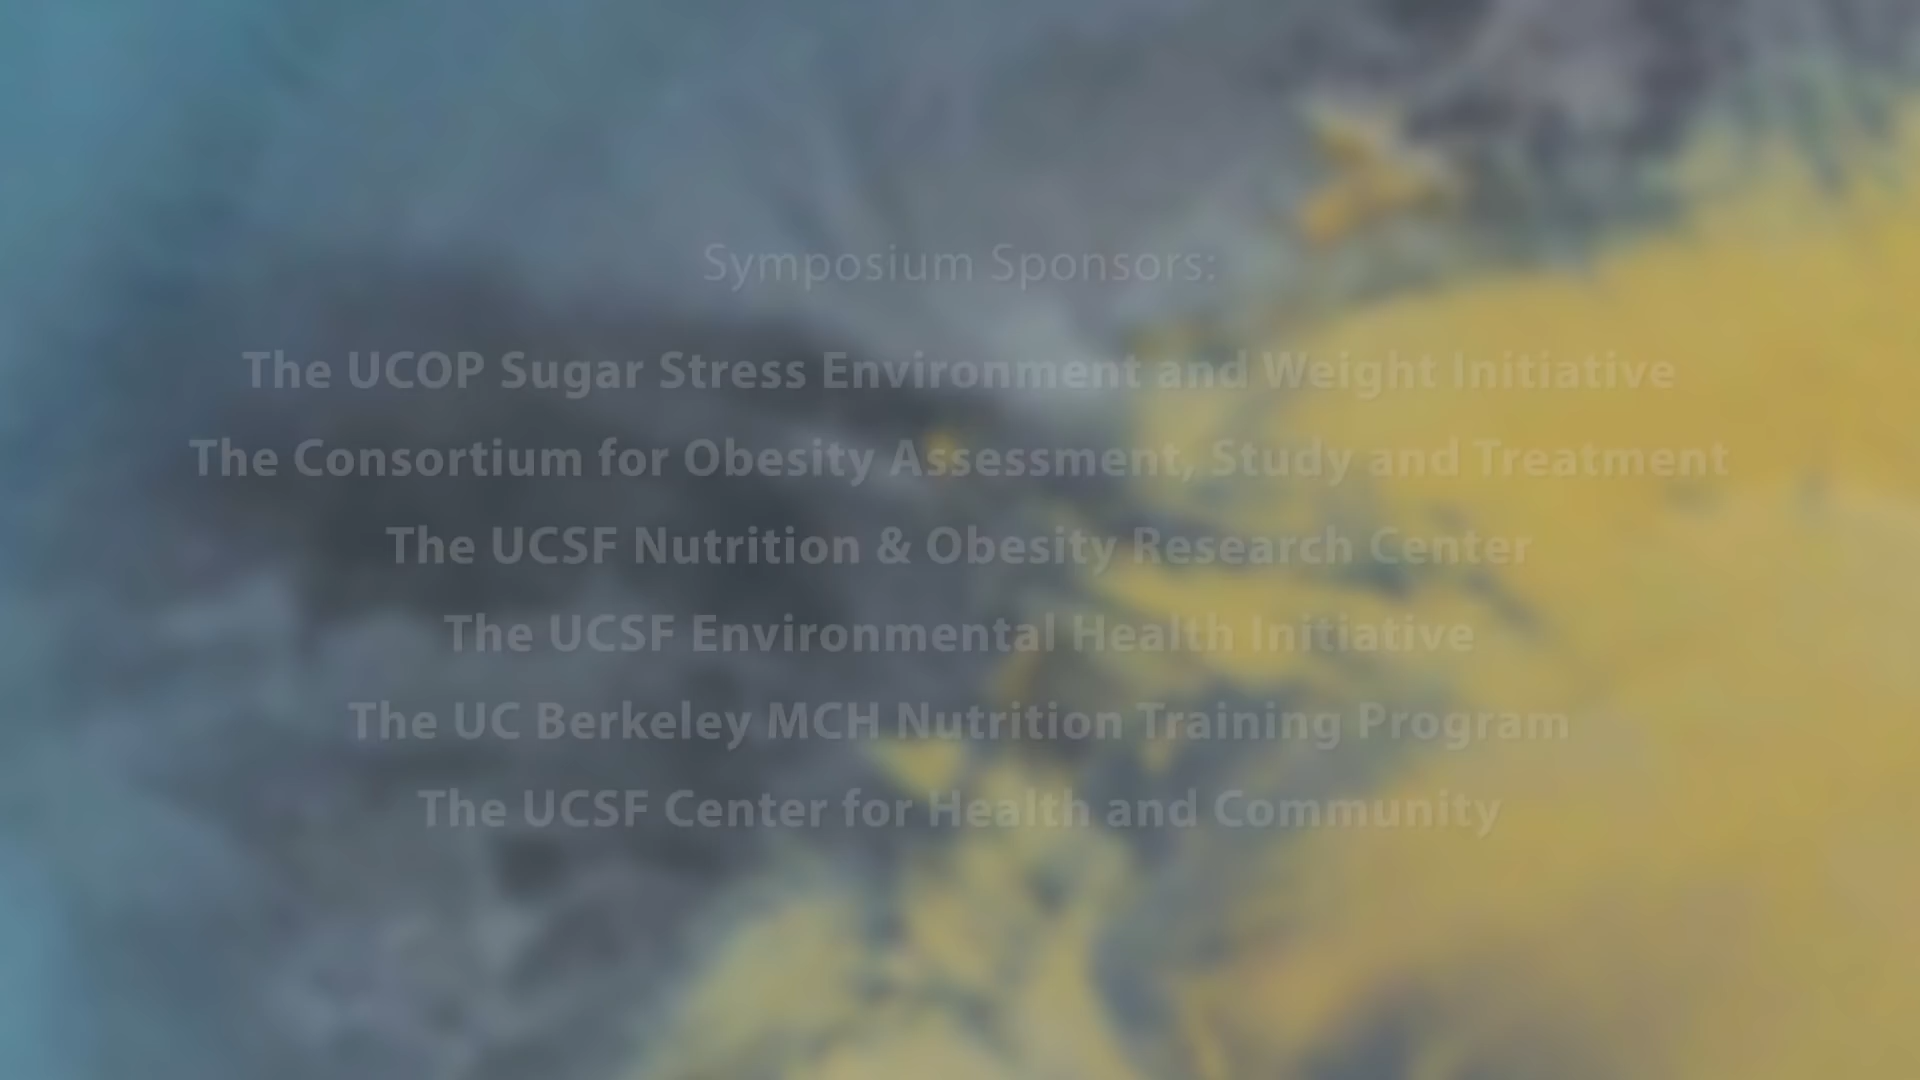 Symposium Sponsors:
The UCOP Sugar Stress Environment and Weight Initiative
The Consortium for Obesity Assessment, Study and Treatment
The UCSF Nutrition & Obesity Research Center
The UCSF Environmental Health Initiative
The UC Berkeley MCH Nutrition Training Program
The UCSF Center for Health and Community